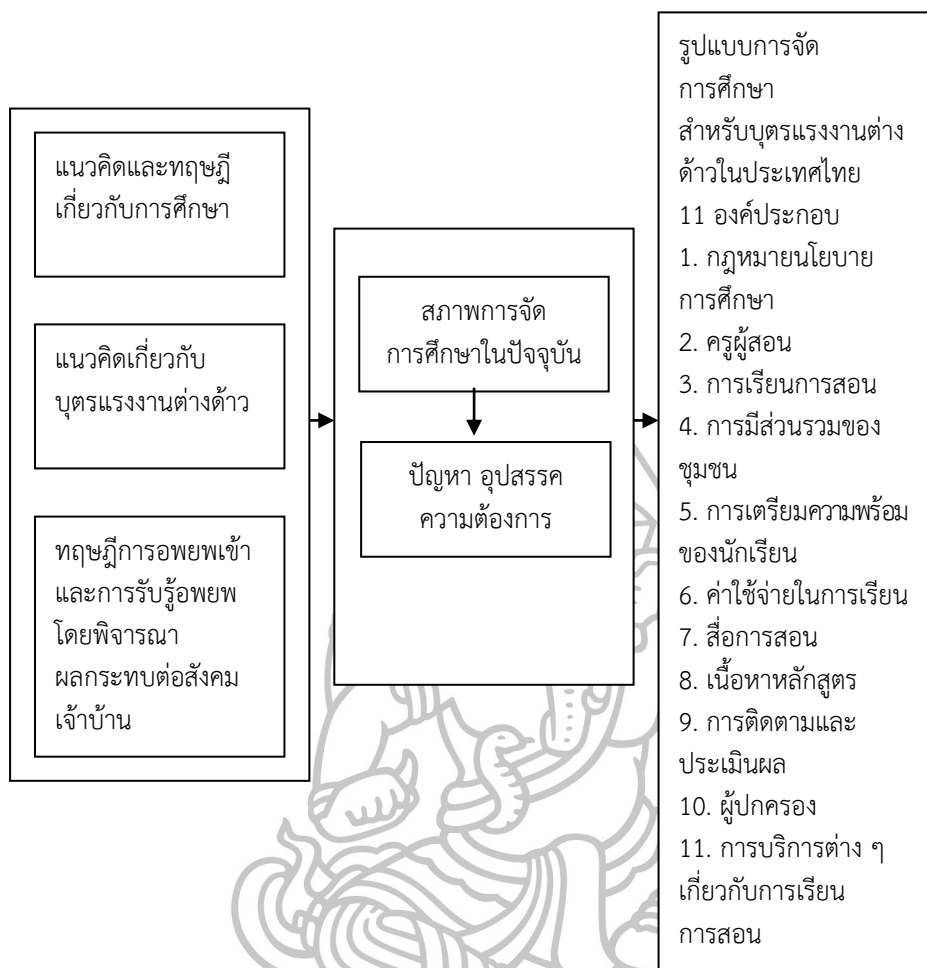 แนวคิดและทฤษฎี
เกี่ยวกับการศึกษา
แนวคิดเกี่ยวกับ
บุตรแรงงานต่างด้าว
ทฤษฎีการอพยพเข้า
และการรับรู้อพยพ
โดยพิจารณา
ผลกระทบต่อสังคม
เจ้าบ้าน
สภาพการจัด
การศึกษาในปัจจุบัน
ปัญหา อุปสรรค
ความต้องการ
รูปแบบการจัด
การศึกษา
สำหรับบุตรแรงงานต่าง
ด้าวในประเทศไทย
11 องค์ประกอบ
1. กฎหมายนโยบาย
การศึกษา
2. ครูผู้สอน
3. การเรียนการสอน
4. การมีส่วนรวมของ
ชุมชน
5. การเตรียมความพร้อม
ของนักเรียน
6. ค่าใช้จ่ายในการเรียน
7. สื่อการสอน
8. เนื้อหาหลักสูตร
9. การติดตามและ
ประเมินผล
10. ผู้ปกครอง
11. การบริการต่าง ๆ
เกี่ยวกับการเรียน
การสอน